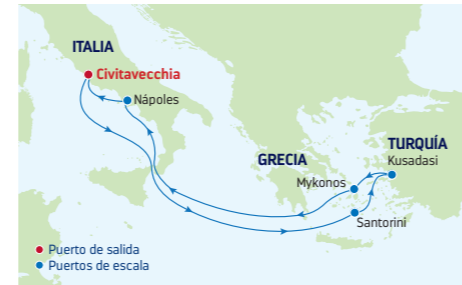 ITALIA
Civitavecchia
Nápoles
TURQUÍA
Kusadasi
GRECIA
Mykonos
Santorini
Puerto de salida
Puertos de escala